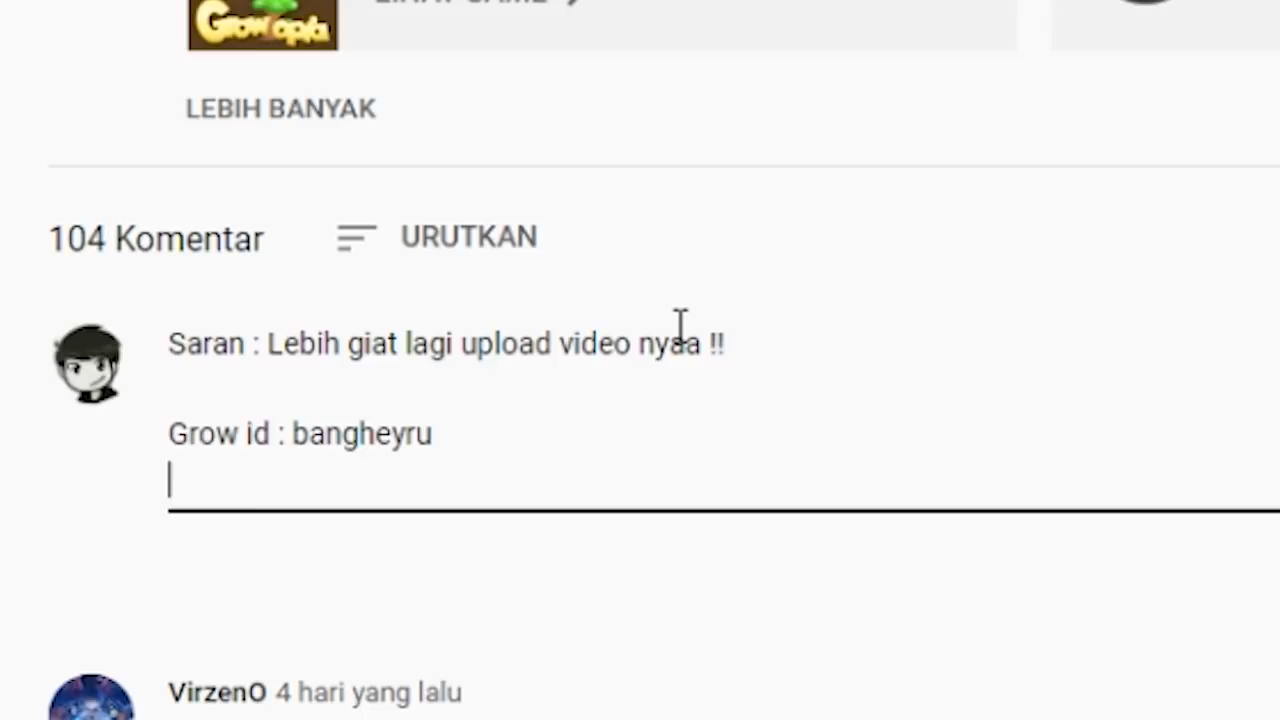 Growtopia
LEBIH BANYAK
104 Komentar
URUTKAN
Saran : Lebih giat lagi upload video nyaa !!
Grow id : bangheyru
VirzenO 4 hari yang lalu